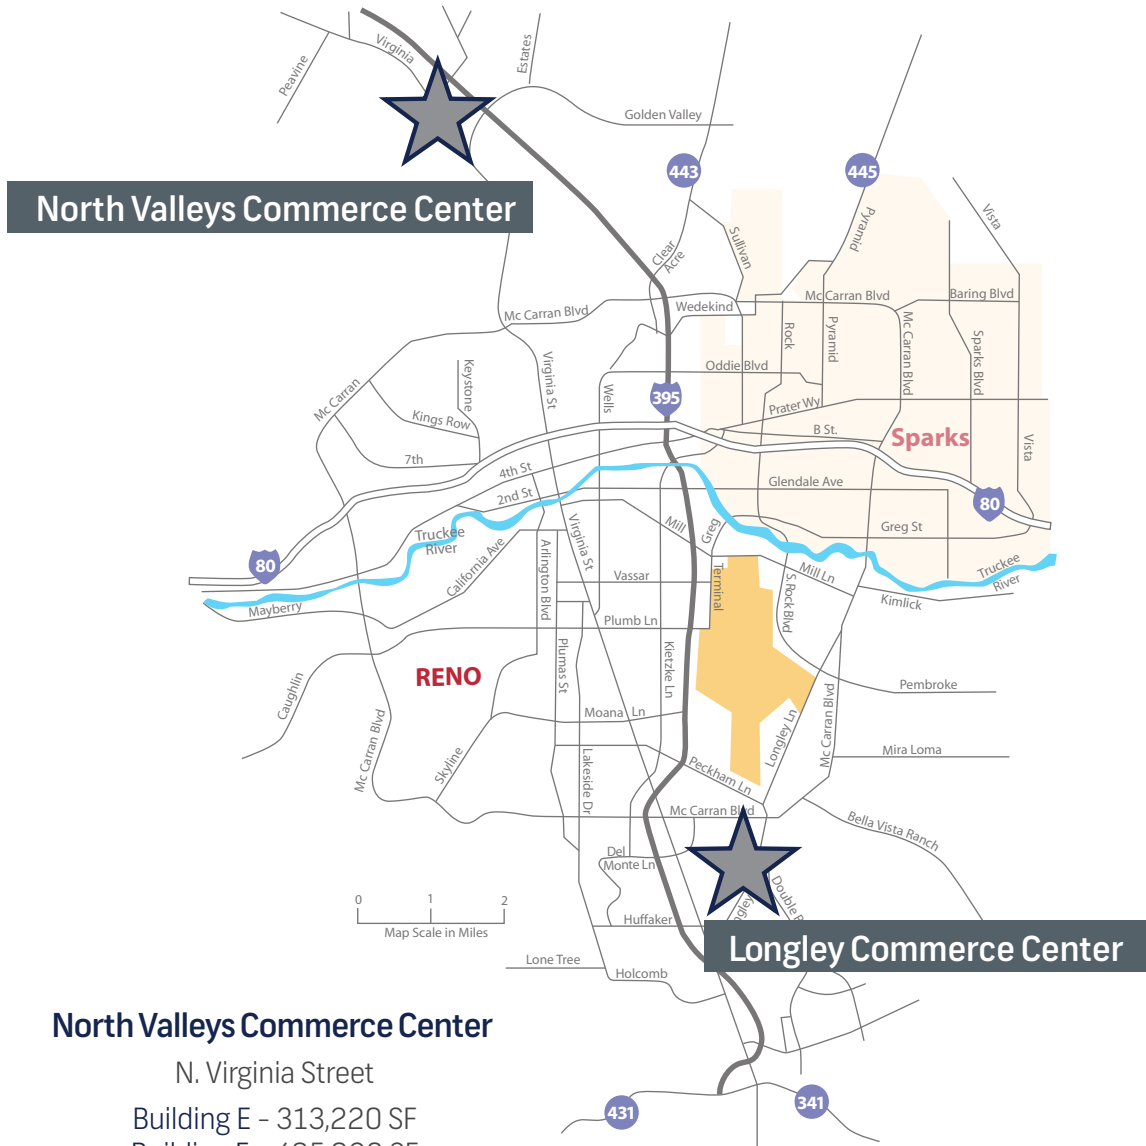 Virginia
Peavine
Estates
Golden Valley
443
445
North Valleys Commerce Center
Clear
Acre
Sullivan
Pyramid
Vista
Mc Carran Blvd
Wedekind
Mc Carran Blvd
Baring Blvd
Rock
Pyramid
Mc Carran Blvd
Sparks Blvd
Virginia St
Keystone
Oddie Blvd
Wells
395
Mc Carran
Kings Row
Prater Wy
B St.
Sparks
Vista
7th
4th St
2nd St
Glendale Ave
80
Truckee
River
Virginia St
Mill
Greg
Greg St
80
California Ave
Arlington Blvd
Vassar
Terminal
S. Rock Blvd
Mill Ln
Truckee
River
Kimlick
Mayberry
Plumb Ln
RENO
Plumas St
Kietzke Ln
Pembroke
Caughlin
Moana Ln
Longley Ln
Mc Carran Blvd
Mc Carran Blvd
Skyline
Lakeside Dr
Peckham Ln
Mira Loma
Mc Carran Blvd
Bella Vista Ranch
Del
Monte Ln
Double R
0 1 2
Map Scale in Miles
Huffaker
Longley Commerce Center
Lone Tree
Holcomb
North Valleys Commerce Center
N. Virginia Street
Building E - 313,220 SF
431
341